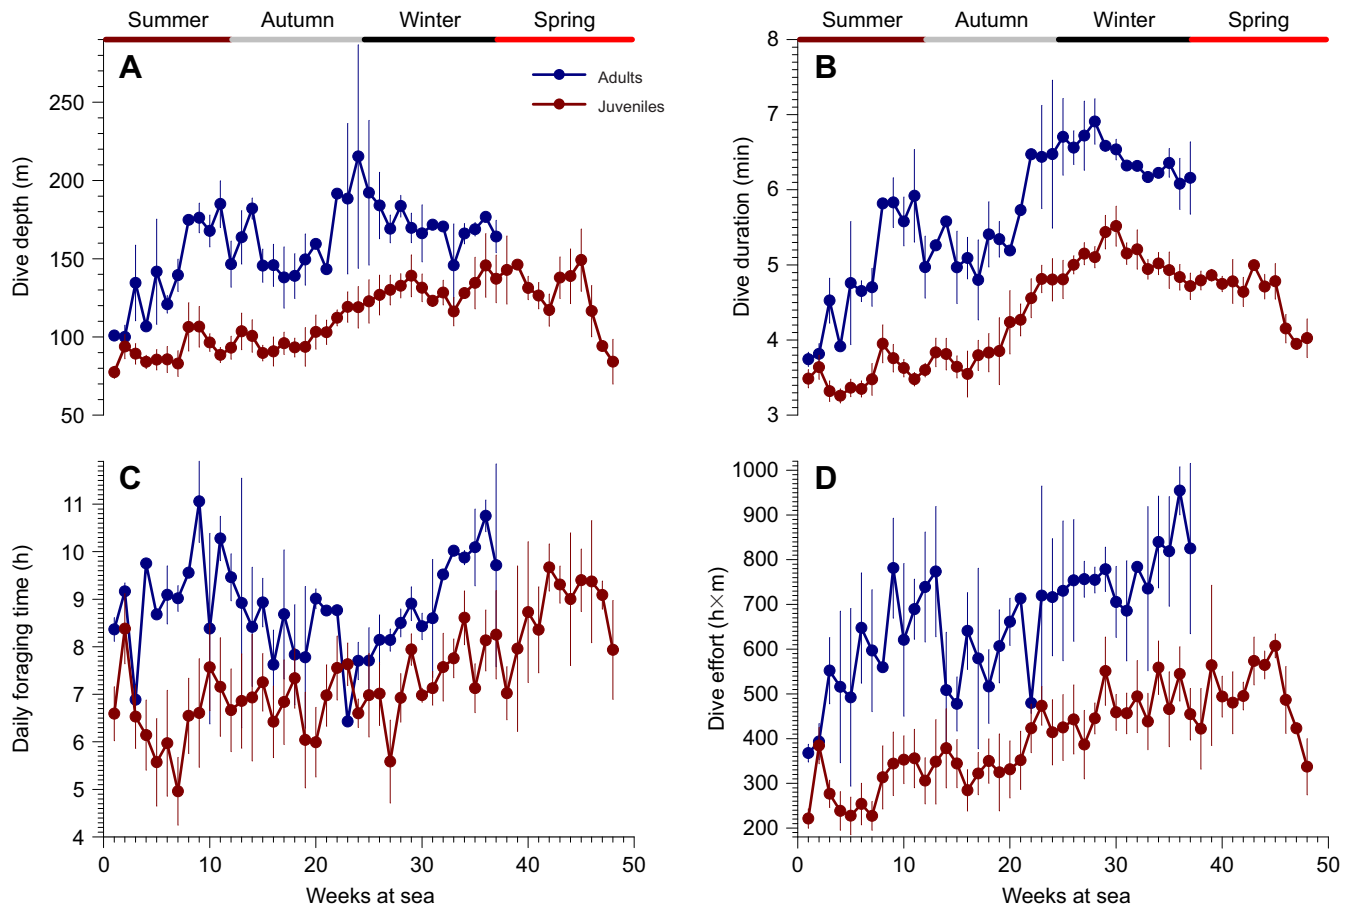 Summer Autumn Winter Spring
Summer Autumn Winter Spring
A
Adults
Juveniles
Dive depth (m)
250
200
150
100
50
B
Dive duration (min)
8
7
6
5
4
3
C
Daily foraging time (h)
11
10
9
8
7
6
5
4
0 10 20 30 40 50
Weeks at sea
D
Dive effort (h×m)
1000
900
800
700
600
500
400
300
200
0 10 20 30 40 50
Weeks at sea